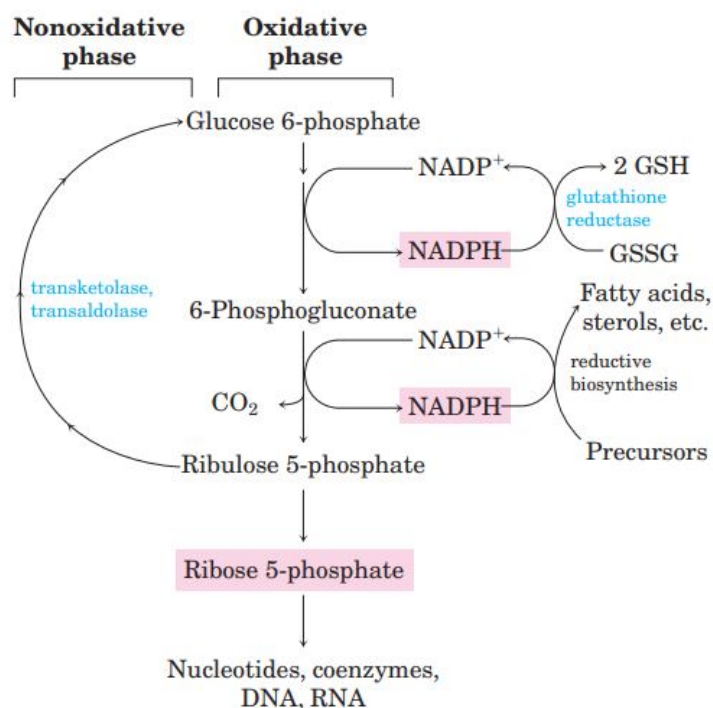 Nonoxidative
phase
Oxidative
phase
Glucose 6-phosphate
NADP+
2 GSH
glutathione
reductase
NADPH
GSSG
transketolase,
transaldolase
6-Phosphogluconate
Fatty acids,
sterols, etc.
NADP+
reductive
biosynthesis
CO2
NADPH
Precursors
Ribulose 5-phosphate
Ribose 5-phosphate
Nucleotides, coenzymes,
DNA, RNA